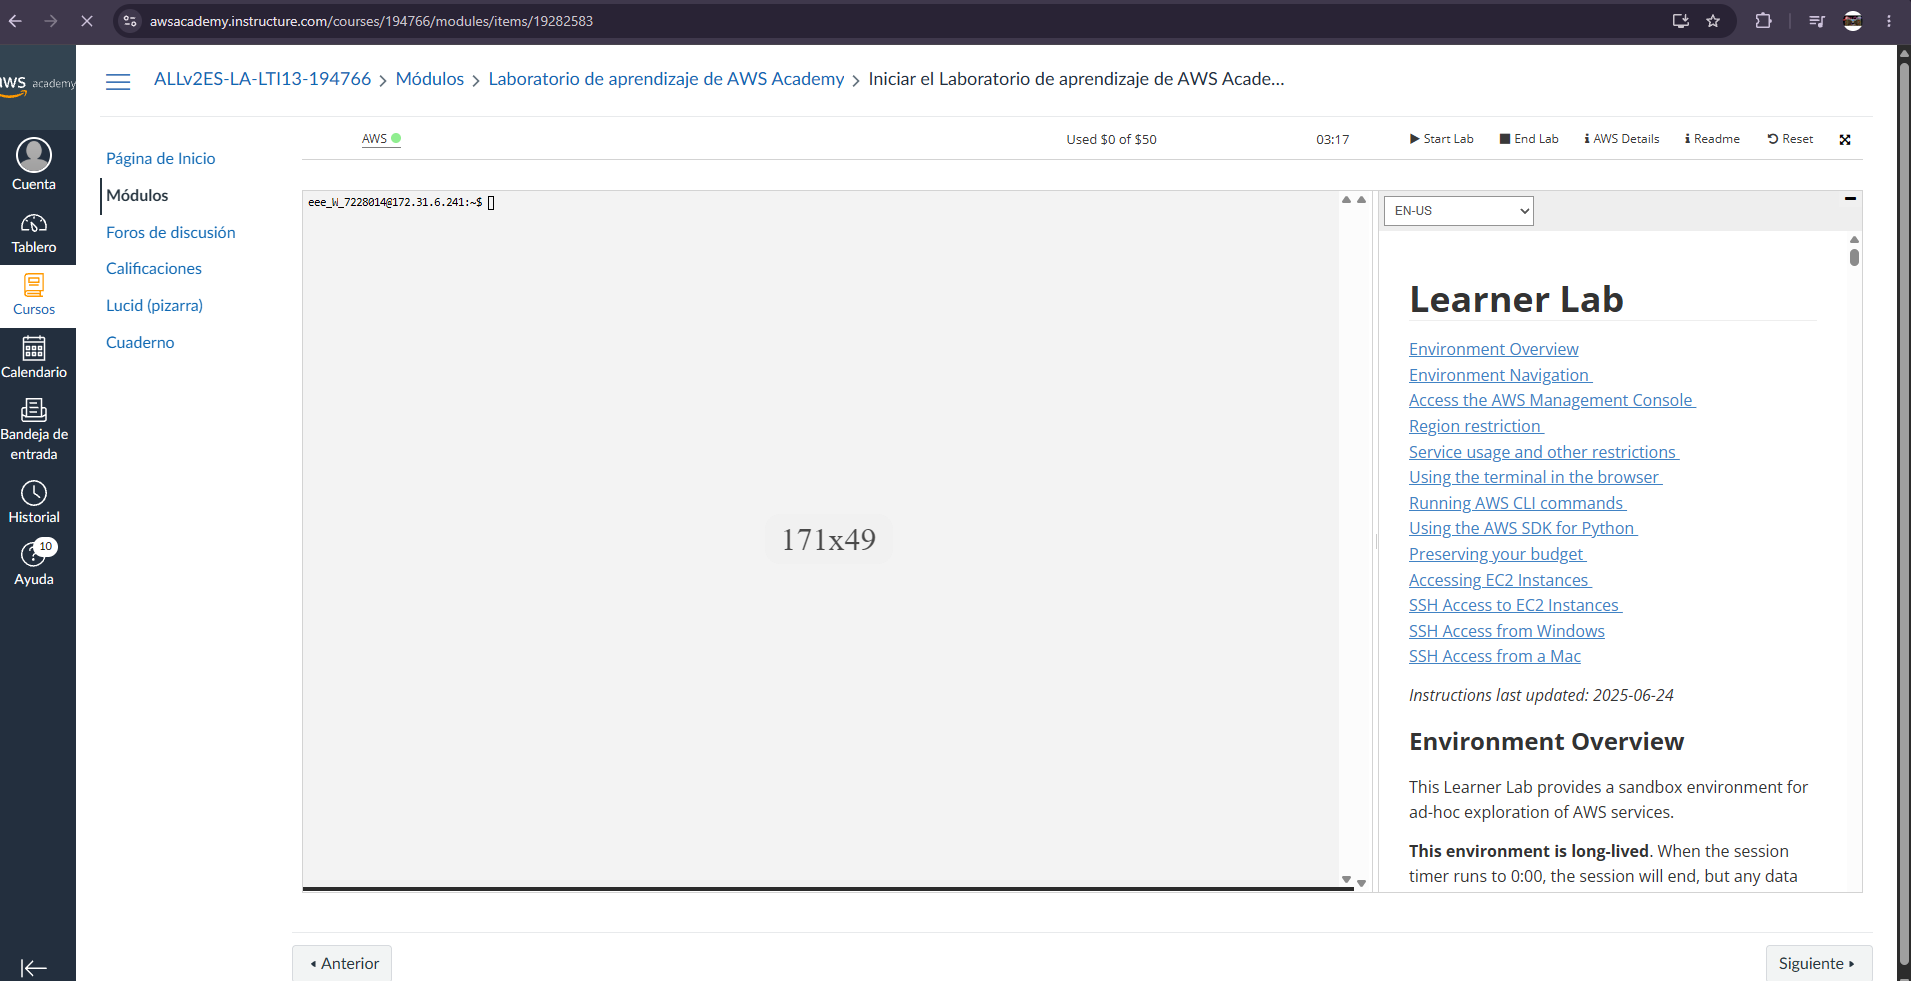 awsacademy.instructure.com/courses/194766/modules/items/19282583
aws academy
ALLv2ES-LA-LTI13-194766 > Módulos > Laboratorio de aprendizaje de AWS Academy > Iniciar el Laboratorio de aprendizaje de AWS Acade...
Cuenta
Tablero
Cursos
Calendario
Bandeja de
entrada
Historial
10
Ayuda
Página de Inicio
Módulos
Foros de discusión
Calificaciones
Lucid (pizarra)
Cuaderno
AWS
Used $0 of $50
03:17
Start Lab
End Lab
AWS Details
Readme
Reset
eee_W_7228014@172.31.6.241:~$
171x49
EN-US
Learner Lab
Environment Overview
Environment Navigation
Access the AWS Management Console
Region restriction
Service usage and other restrictions
Using the terminal in the browser
Running AWS CLI commands
Using the AWS SDK for Python
Preserving your budget
Accessing EC2 Instances
SSH Access to EC2 Instances
SSH Access from Windows
SSH Access from a Mac
Instructions last updated: 2025-06-24
Environment Overview
This Learner Lab provides a sandbox environment for
ad-hoc exploration of AWS services.
This environment is long-lived. When the session
timer runs to 0:00, the session will end, but any data
Anterior
Siguiente